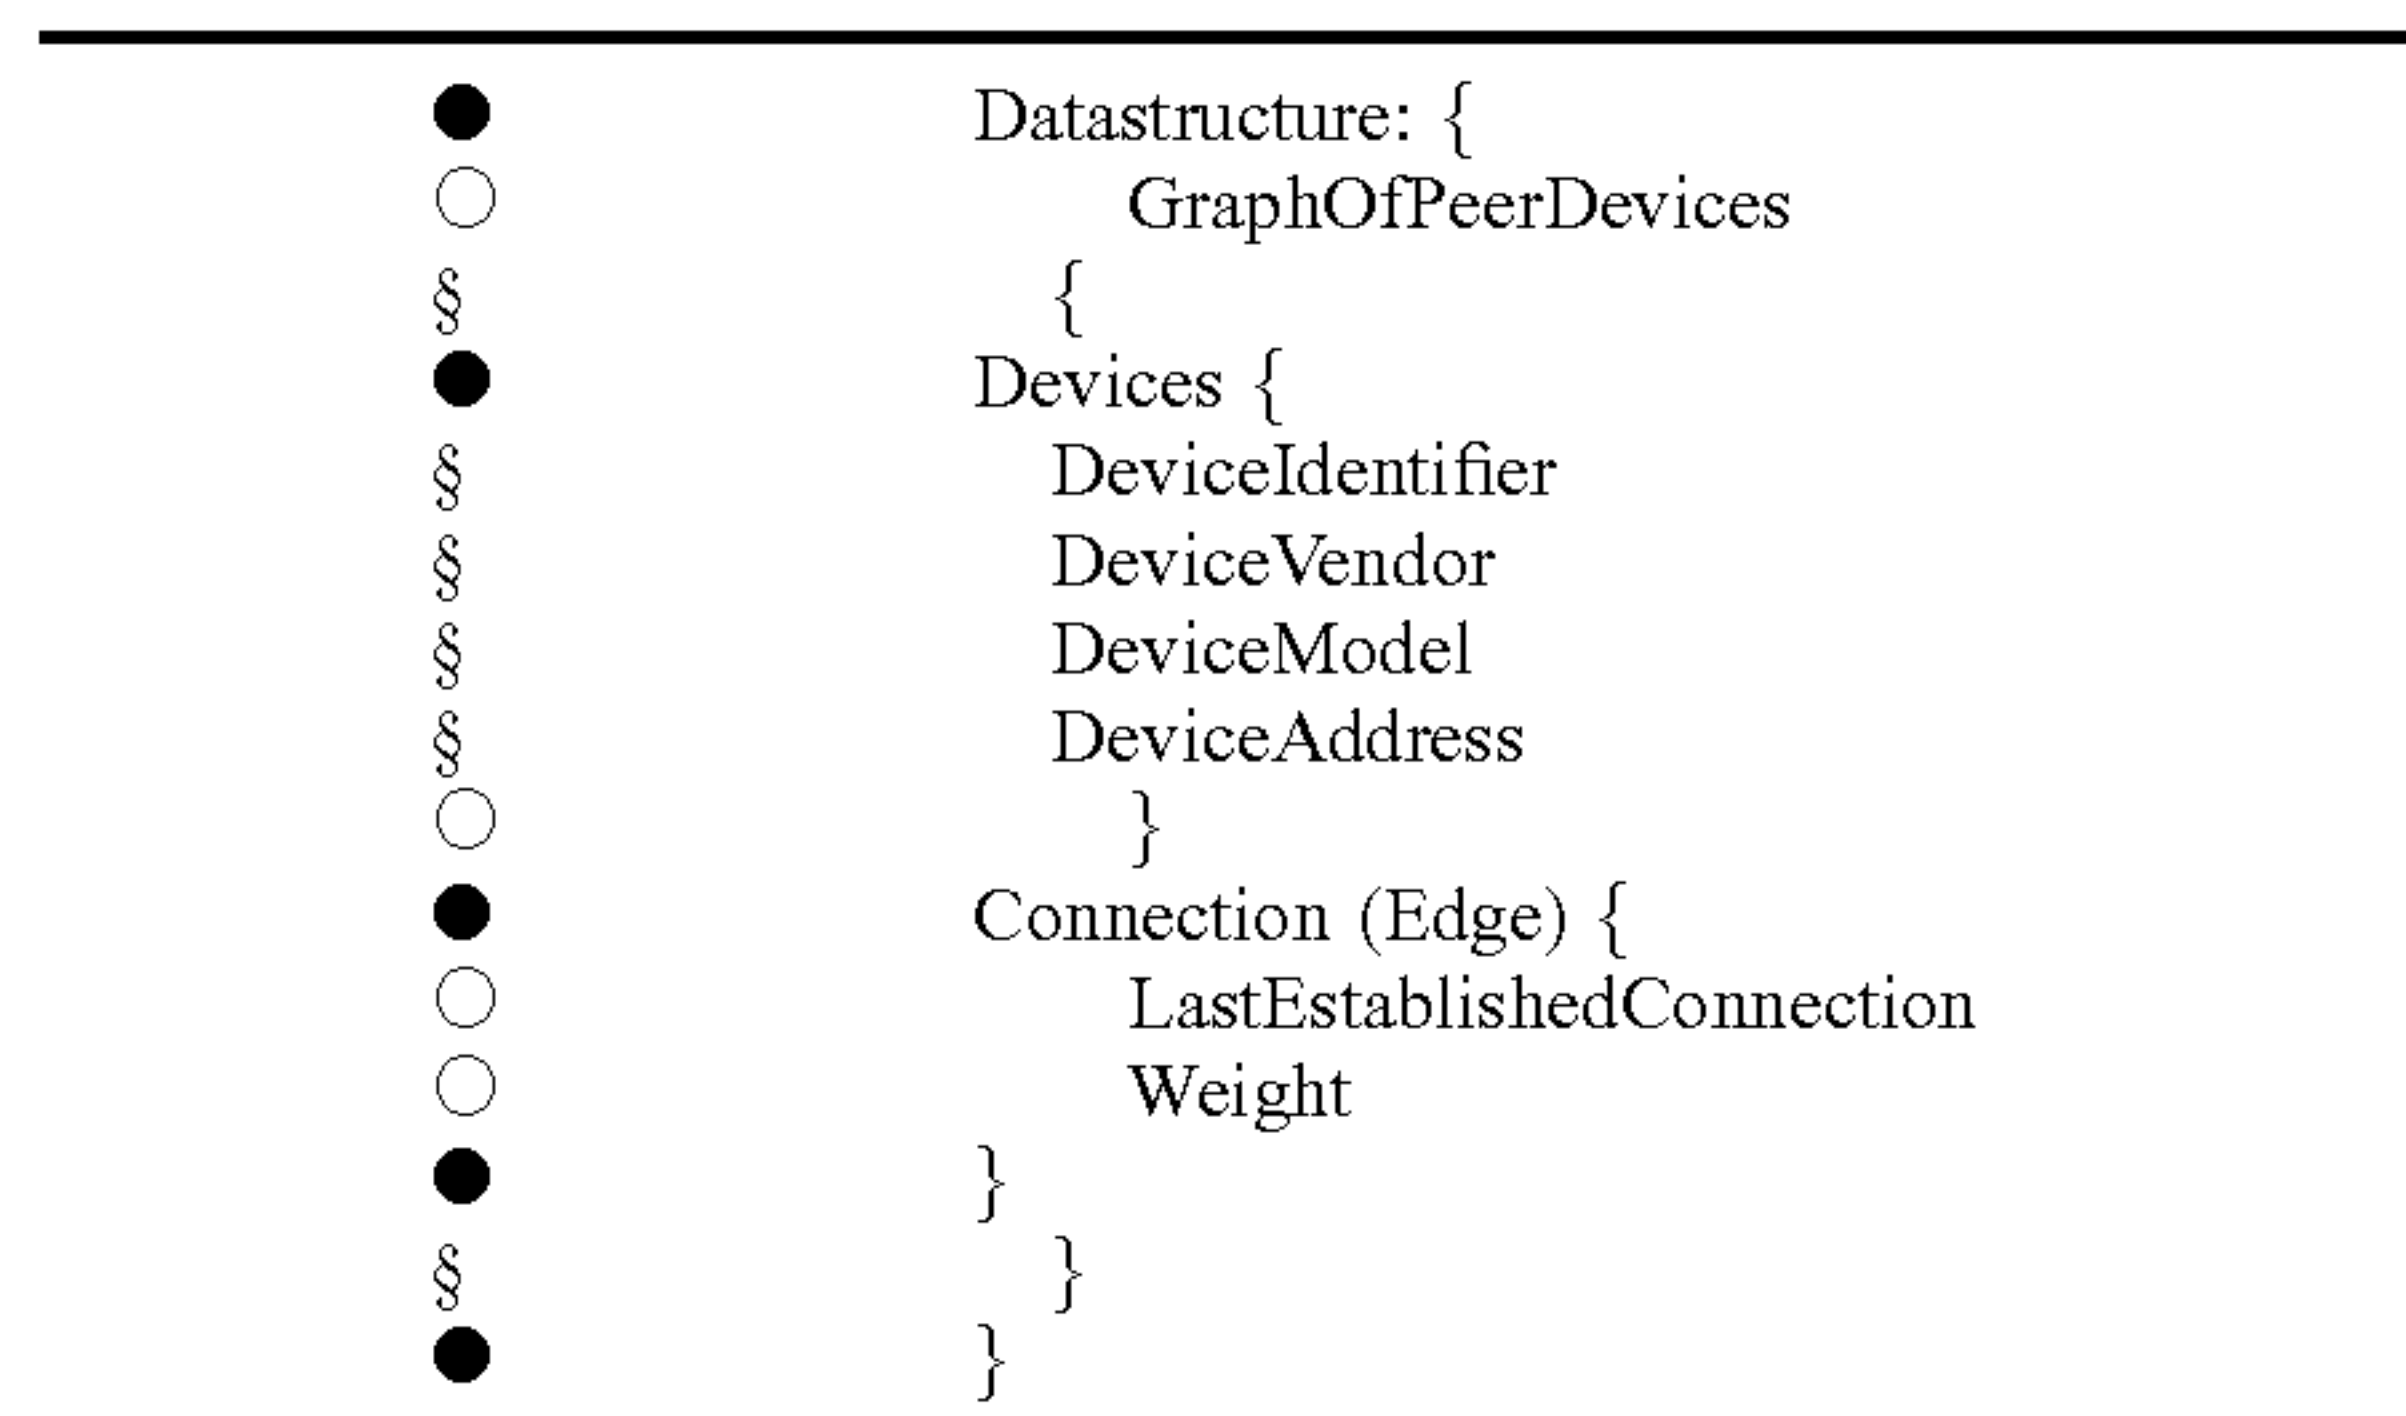 ● Datastructure: {
○ GraphOfPeerDevices
§ {
● Devices {
§ DeviceIdentifier
§ DeviceVendor
§ DeviceModel
§ DeviceAddress
○ }
● Connection (Edge) {
○ LastEstablishedConnection
○ Weight
● }
§ }
● }